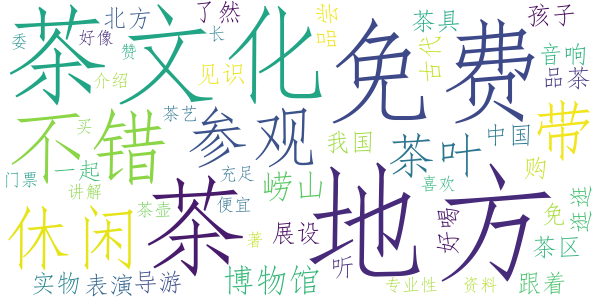 委 北方 了然 品尝 茶具 孩子
好像 赞 长 古代 音响
茶文化 介绍 见识 免费 品茶
不错 买 茶艺 参观 我国 茶叶 中国 带
门票 一起 讲解 充足 崂山 喜欢 购
休闲 茶壶 茶 便宜 地方 好喝 免 逛逛
著 展设 听 茶区
实物 表演 导游 博物馆 专业性 资料 跟着